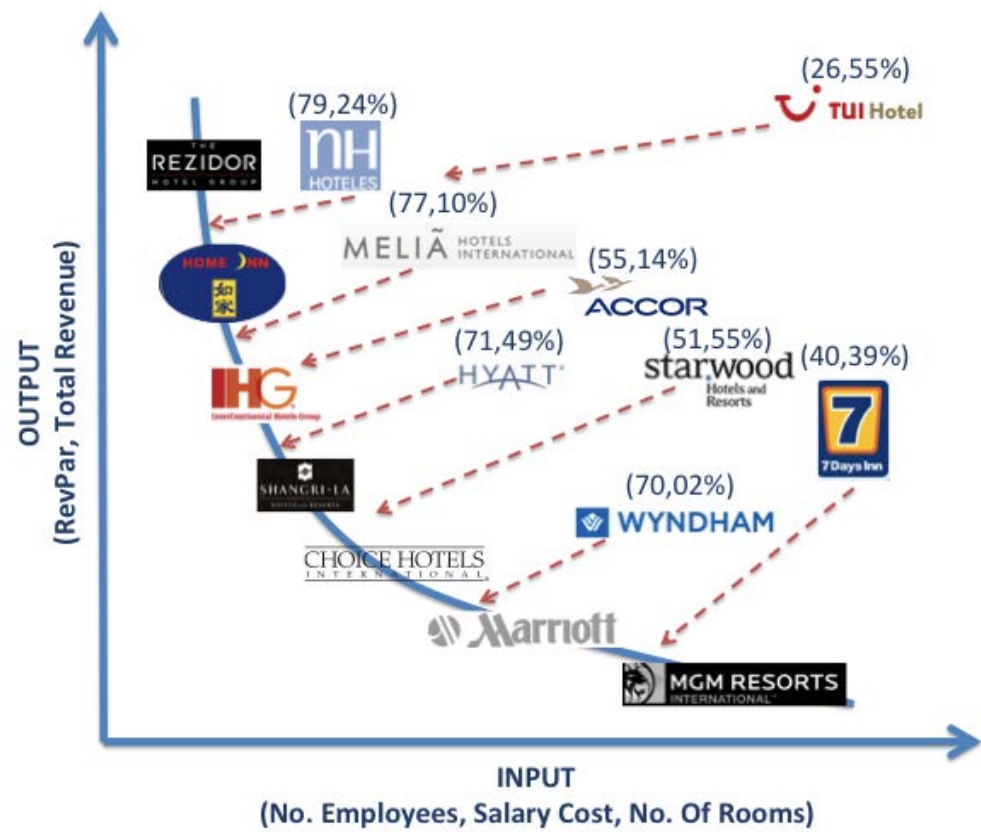 (26,55%)
TUI Hotel
(79,24%)
nH
HOTELES
THE
REZIDOR
HOTEL GROUP
(77,10%)
MELIÃ HOTELS
INTERNATIONAL
HOME INN
如
家
(55,14%)
ACCOR
(71,49%)
HYATT
(51,55%)
starwood
Hotels and
Resorts
(40,39%)
7
7 Days Inn
IHG
InterContinental Hotels Group
SHANGRI-LA
HOTELS and RESORTS
(70,02%)
WYNDHAM
CHOICE HOTELS
INTERNATIONAL
Marriott
MGM RESORTS
INTERNATIONAL™
OUTPUT
(RevPar, Total Revenue)
INPUT
(No. Employees, Salary Cost, No. Of Rooms)